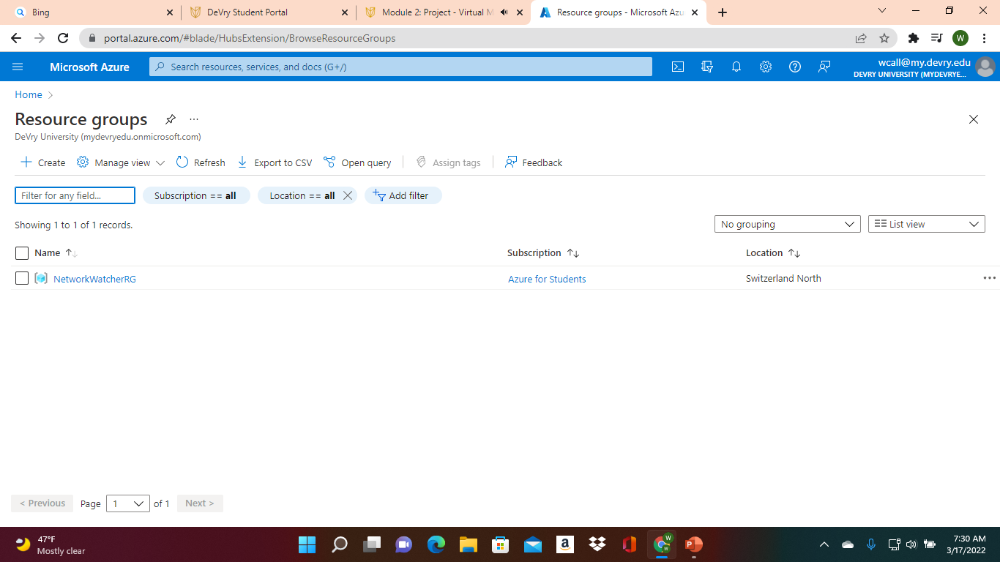 Bing
DeVry Student Portal
Module 2: Project - Virtual M
Resource groups - Microsoft Azu
portal.azure.com/#blade/HubsExtension/BrowseResourceGroups
W
Microsoft Azure
Search resources, services, and docs (G+/)
wcall@my.devry.edu
DEVRY UNIVERSITY (MYDEVRYE...
Home
Resource groups
DeVry University (mydevryedu.onmicrosoft.com)
Create Manage view Refresh Export to CSV Open query Assign tags Feedback
Filter for any field... Subscription == all Location == all Add filter
Showing 1 to 1 of 1 records. No grouping List view
Name Subscription Location
NetworkWatcherRG Azure for Students Switzerland North
< Previous Page 1 of 1 Next >
47°F
Mostly clear
a
W
P
7:30 AM
3/17/2022